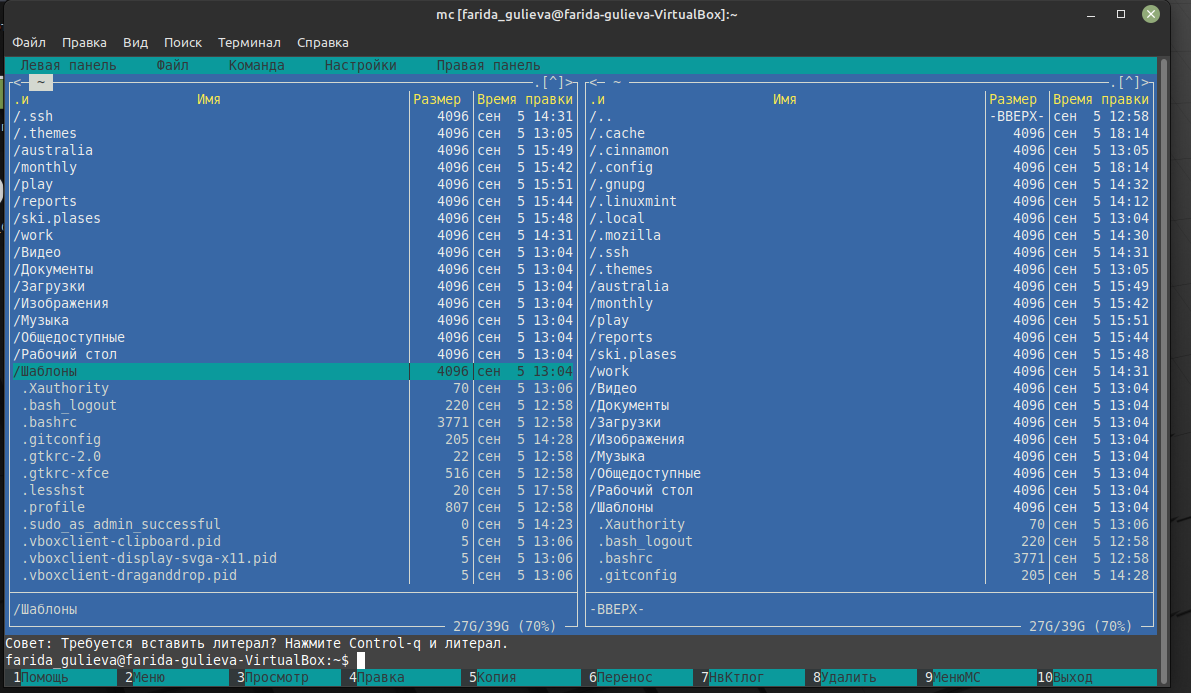 mc [farida_gulieva@farida-gulieva-VirtualBox]:~
Файл Правка Вид Поиск Терминал Справка
Левая панель Файл Команда Настройки Правая панель
<─ ~ .[^]> <─ ~ .[^]>
.и Имя Размер Время правки .и Имя Размер Время правки
/.ssh 4096 сен 5 14:31 /.. -ВВЕРХ- сен 5 12:58
/.themes 4096 сен 5 13:05 /.cache 4096 сен 5 18:14
/australia 4096 сен 5 15:49 /.cinnamon 4096 сен 5 13:05
/monthly 4096 сен 5 15:42 /.config 4096 сен 5 18:14
/play 4096 сен 5 15:51 /.gnupg 4096 сен 5 14:32
/reports 4096 сен 5 15:44 /.linuxmint 4096 сен 5 14:12
/ski.plases 4096 сен 5 15:48 /.local 4096 сен 5 13:04
/work 4096 сен 5 14:31 /.mozilla 4096 сен 5 14:30
/Видео 4096 сен 5 13:04 /.ssh 4096 сен 5 14:31
/Документы 4096 сен 5 13:04 /.themes 4096 сен 5 13:05
/Загрузки 4096 сен 5 13:04 /australia 4096 сен 5 15:49
/Изображения 4096 сен 5 13:04 /monthly 4096 сен 5 15:42
/Музыка 4096 сен 5 13:04 /play 4096 сен 5 15:51
/Общедоступные 4096 сен 5 13:04 /reports 4096 сен 5 15:44
/Рабочий стол 4096 сен 5 13:04 /ski.plases 4096 сен 5 15:48
/Шаблоны 4096 сен 5 13:04 /work 4096 сен 5 14:31
.Xauthority 70 сен 5 13:06 /Видео 4096 сен 5 13:04
.bash_logout 220 сен 5 12:58 /Документы 4096 сен 5 13:04
.bashrc 3771 сен 5 12:58 /Загрузки 4096 сен 5 13:04
.gitconfig 205 сен 5 14:28 /Изображения 4096 сен 5 13:04
.gtkrc-2.0 22 сен 5 12:58 /Музыка 4096 сен 5 13:04
.gtkrc-xfce 516 сен 5 12:58 /Общедоступные 4096 сен 5 13:04
.lesshst 20 сен 5 17:58 /Рабочий стол 4096 сен 5 13:04
.profile 807 сен 5 12:58 /Шаблоны 4096 сен 5 13:04
.sudo_as_admin_successful 0 сен 5 14:23 .Xauthority 70 сен 5 13:06
.vboxclient-clipboard.pid 5 сен 5 13:06 .bash_logout 220 сен 5 12:58
.vboxclient-display-svga-x11.pid 5 сен 5 13:06 .bashrc 3771 сен 5 12:58
.vboxclient-draganddrop.pid 5 сен 5 13:06 .gitconfig 205 сен 5 14:28
/Шаблоны -ВВЕРХ-
27G/39G (70%) 27G/39G (70%)
Совет: Требуется вставить литерал? Нажмите Control-q и литерал.
farida_gulieva@farida-gulieva-VirtualBox:~$
1Помощь 2Меню 3Просмотр 4Правка 5Копия 6Перенос 7НвКтлог 8Удалить 9МенюМС 10Выход